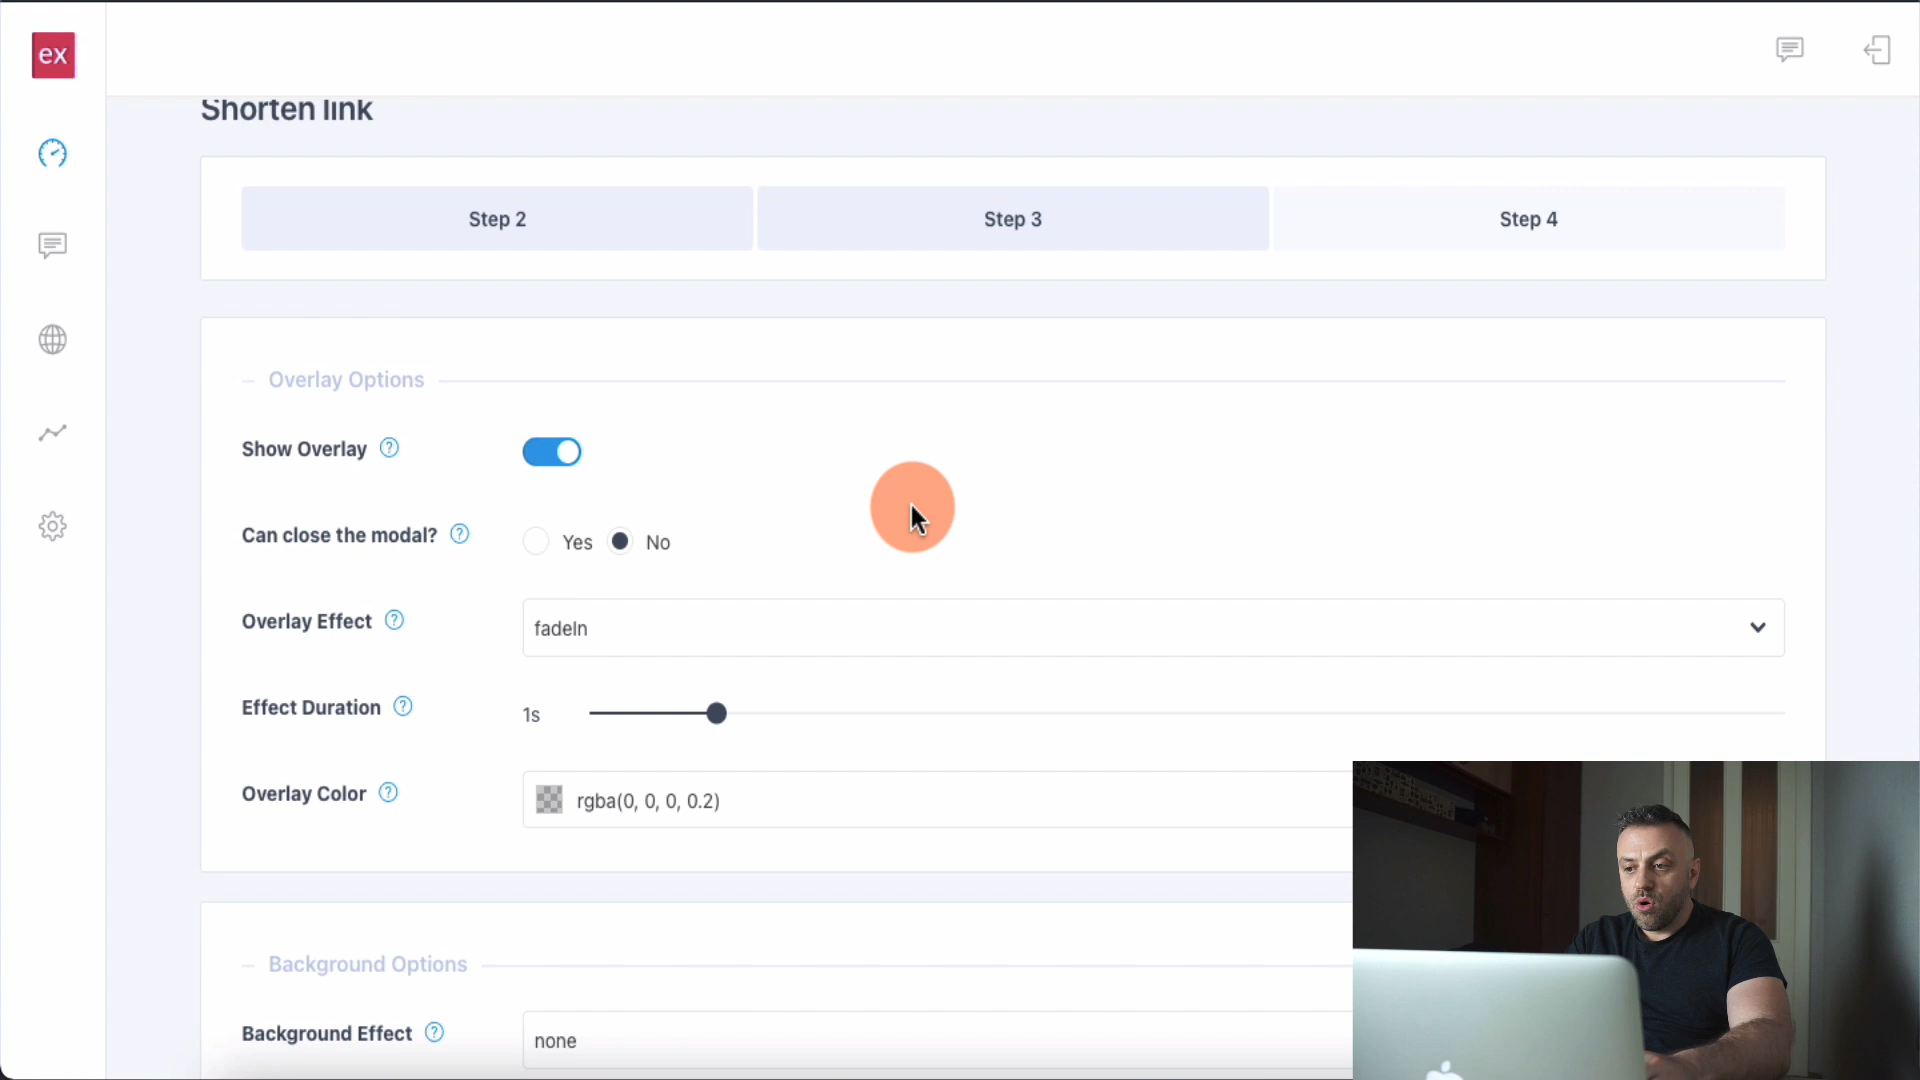 ex
Shorten link
Step 2
Step 3
Step 4
Overlay Options
Show Overlay ?
Can close the modal? ? Yes No
Overlay Effect ? fadeIn
Effect Duration ? 1s
Overlay Color ? rgba(0, 0, 0, 0.2)
Background Options
Background Effect ? none